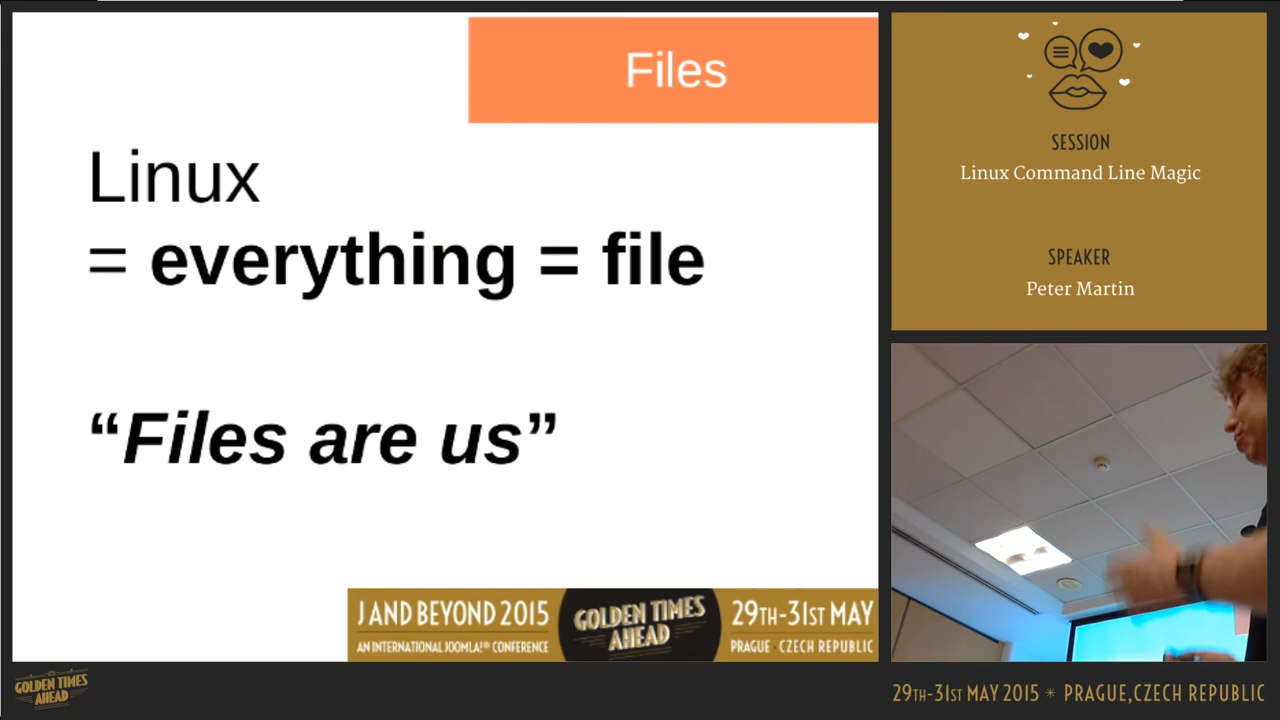 Files
Linux
= everything = file
“Files are us”
J AND BEYOND 2015
AN INTERNATIONAL JOOMLA!® CONFERENCE
GOLDEN TIMES
AHEAD
29TH-31ST MAY
PRAGUE - CZECH REPUBLIC
SESSION
Linux Command Line Magic
SPEAKER
Peter Martin
GOLDEN TIMES
AHEAD
29TH-31ST MAY 2015 * PRAGUE, CZECH REPUBLIC